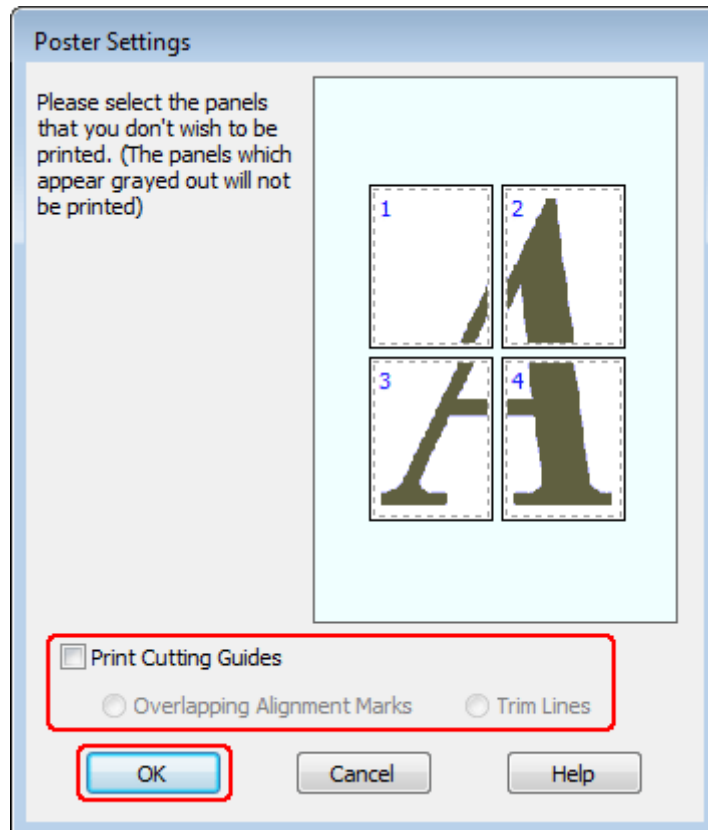 Poster Settings
Please select the panels
that you don't wish to be
printed. (The panels which
appear grayed out will not
be printed)
1 2
3 4
Print Cutting Guides
Overlapping Alignment Marks Trim Lines
OK Cancel Help